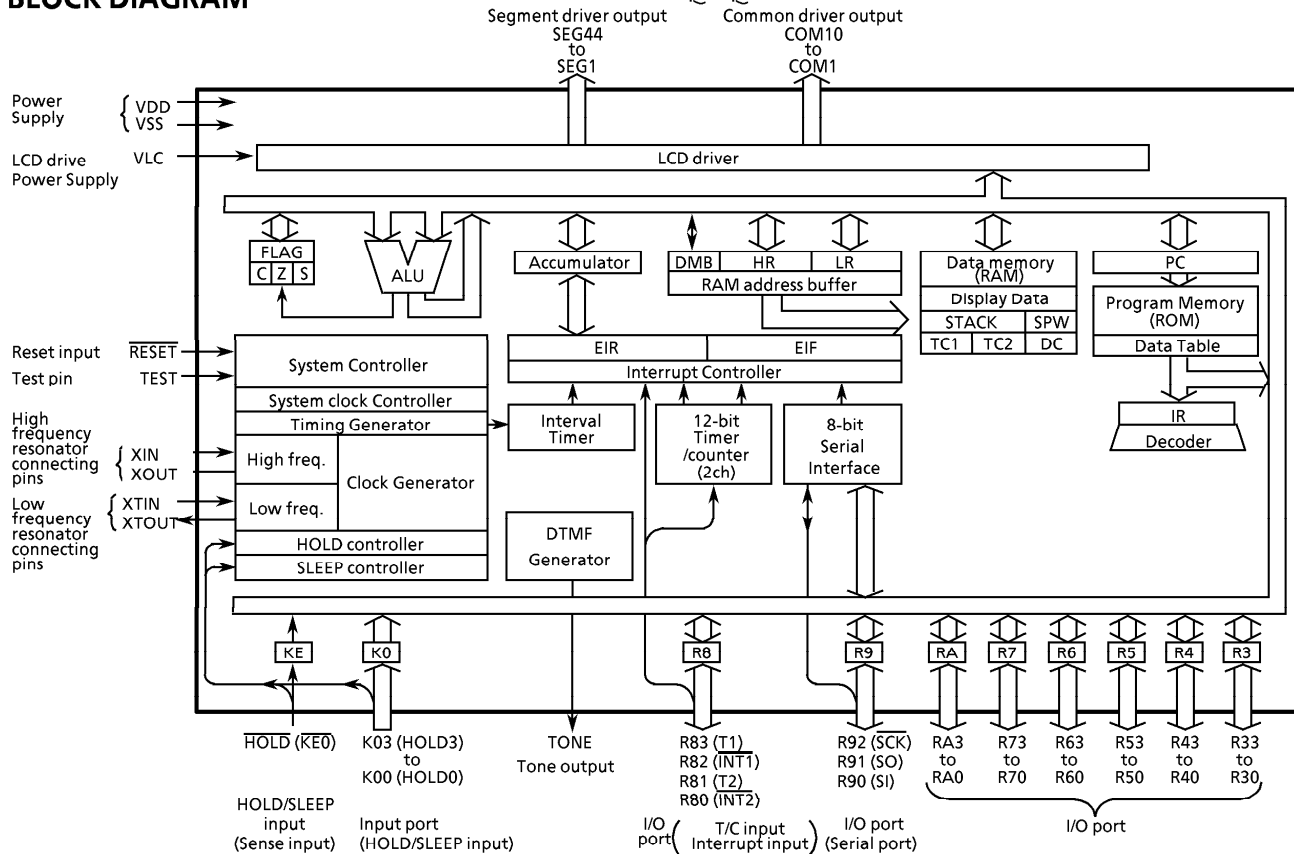 BLOCK DIAGRAM
Segment driver output
SEG44
to
SEG1
Common driver output
COM10
to
COM1
Power
Supply
VDD
VSS
LCD drive
Power Supply
VLC
LCD driver
FLAG
C Z S
ALU
Accumulator
DMB HR LR
RAM address buffer
Data memory
(RAM)
Display Data
STACK SPW
TC1 TC2 DC
PC
Program Memory
(ROM)
Data Table
IR
Decoder
Reset input RESET
Test pin TEST
High
frequency
resonator
connecting
pins
XIN
XOUT
Low
frequency
resonator
connecting
pins
XTIN
XTOUT
System Controller
System clock Controller
Timing Generator
High freq.
Low freq.
Clock Generator
HOLD controller
SLEEP controller
EIR EIF
Interrupt Controller
Interval
Timer
12-bit
Timer
/counter
(2ch)
8-bit
Serial
Interface
DTMF
Generator
KE K0 R8 R9 RA R7 R6 R5 R4 R3
HOLD (KE0)
HOLD/SLEEP
input
(Sense input)
K03 (HOLD3)
to
K00 (HOLD0)
Input port
(HOLD/SLEEP input)
TONE
Tone output
R83 (T1)
R82 (INT1)
R81 (T2)
R80 (INT2)
I/O
port
( T/C input
Interrupt input )
R92 (SCK)
R91 (SO)
R90 (SI)
I/O port
(Serial port)
RA3
to
RA0
R73
to
R70
R63
to
R60
R53
to
R50
R43
to
R40
R33
to
R30
I/O port